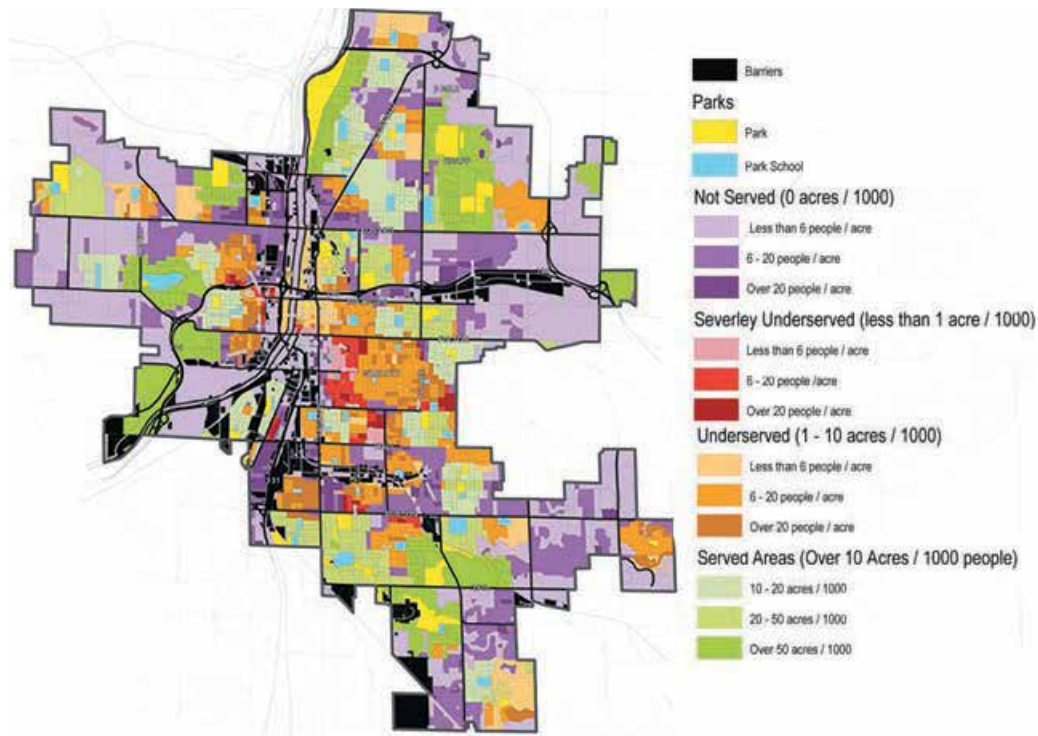 Barriers
Parks
Park
Park School
Not Served (0 acres / 1000)
Less than 6 people / acre
6 - 20 people / acre
Over 20 people / acre
Severley Underserved (less than 1 acre / 1000)
Less than 6 people / acre
6 - 20 people /acre
Over 20 people / acre
Underserved (1 - 10 acres / 1000)
Less than 6 people / acre
6 - 20 people / acre
Over 20 people / acre
Served Areas (Over 10 Acres / 1000 people)
10 - 20 acres / 1000
20 - 50 acres / 1000
Over 50 acres / 1000
131